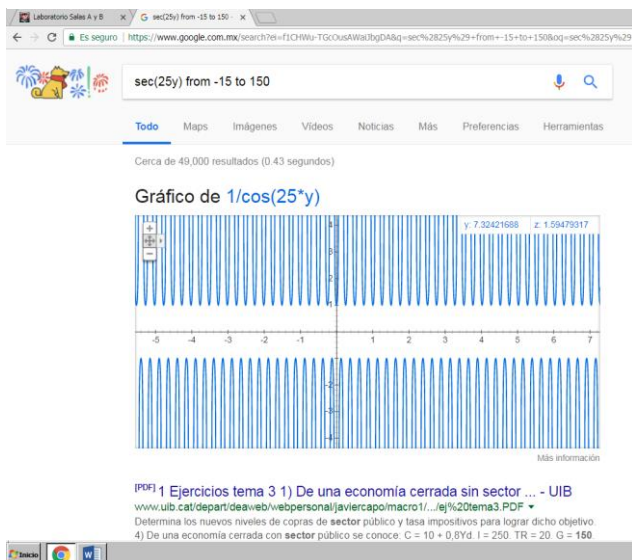 Laboratorio Salas A y B
sec(25y) from -15 to 150
Es seguro
https://www.google.com.mx/search?ei=f1CHWu-TGcOusAWaiJbgDA&q=sec%2825y%29+from+-15+to+150&oq=sec%2825y%29
sec(25y) from -15 to 150
Todo Maps Imágenes Vídeos Noticias Más Preferencias Herramientas
Cerca de 49,000 resultados (0.43 segundos)
Gráfico de 1/cos(25*y)
y: 7.32421688 z: 1.59479317
4
3
2
1
-5 -4 -3 -2 -1 1 2 3 4 5 6 7
-2
-3
-4
Más información
[PDF] 1 Ejercicios tema 3 1) De una economía cerrada sin sector ... - UIB
www.uib.cat/depart/deaweb/webpersonal/javiercapo/macro1/.../ej%20tema3.PDF
Determina los nuevos niveles de copras de sector público y tasa impositivos para lograr dicho objetivo.
4) De una economía cerrada con sector público se conoce: C = 10 + 0,8Yd. I = 250. TR = 20. G = 150.
Inicio